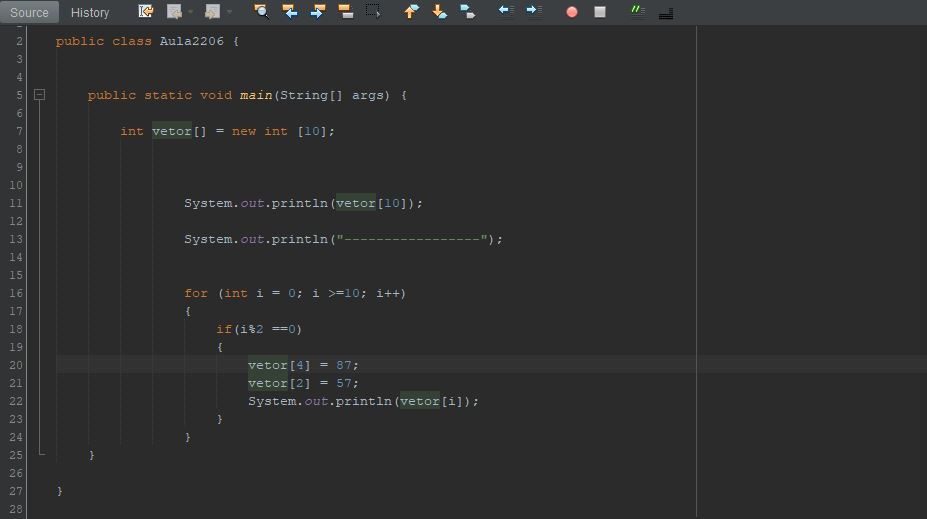 Source History
2 public class Aula2206 {
3
4
5 public static void main(String[] args) {
6
7 int vetor[] = new int [10];
8
9
10
11 System.out.println(vetor[10]);
12
13 System.out.println("-----------------");
14
15
16 for (int i = 0; i >=10; i++)
17 {
18 if(i%2 ==0)
19 {
20 vetor[4] = 87;
21 vetor[2] = 57;
22 System.out.println(vetor[i]);
23 }
24 }
25 }
26
27 }
28